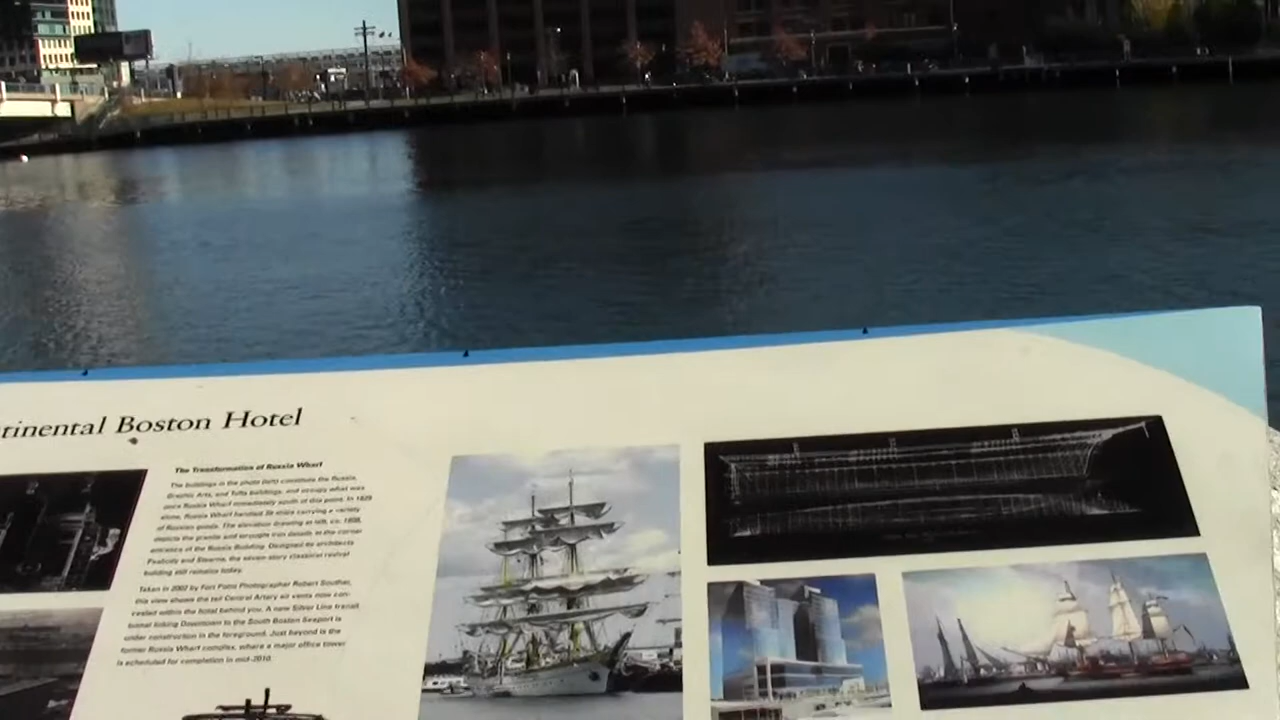 tinental Boston Hotel
The Transformation of Russia Wharf
The buildings in the photo (left) constitute the Russia,
Graphic Arts, and Tufts buildings, and occupy what was
once Russia Wharf immediately south of this point. In 1829
alone, Russia Wharf handled 39 ships carrying a variety
of Russian goods. The elevation drawing at left, ca. 1898,
depicts the granite and wrought iron details in the corner
entrance of the Russia Building. Designed by architects
Peabody and Stearns, the seven-story classical revival
building still remains today.
Taken in 2002 by Fort Point Photographer Robert Souther,
this view shows the tall Central Artery air vents now con-
cealed within the hotel behind you. A new Silver Line transit
tunnel linking Downtown to the South Boston Seaport is
under construction in the foreground. Just beyond is the
former Russia Wharf complex, where a major office tower
is scheduled for completion in mid-2010.